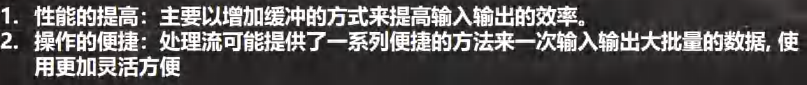 1. 性能的提高：主要以增加缓冲的方式来提高输入输出的效率。
2. 操作的便捷：处理流可能提供了一系列便捷的方法来一次输入输出大批量的数据, 使
用更加灵活方便